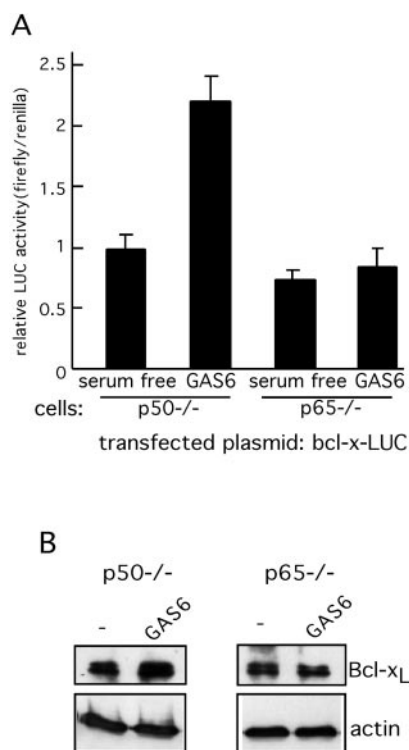 A
relative LUC activity(firefly/renilla)
2.5
2
1.5
1
0.5
0
serum free GAS6 serum free GAS6
cells: p50-/- p65-/-
transfected plasmid: bcl-x-LUC
B
p50-/- p65-/-
- GAS6 - GAS6
Bcl-xL
actin